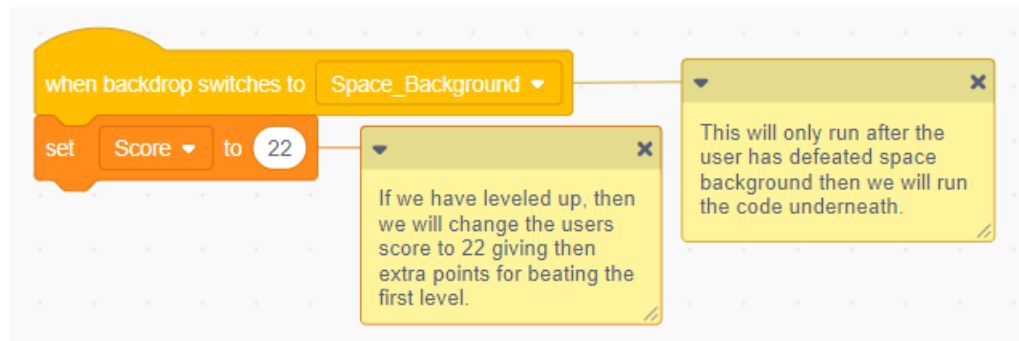 when backdrop switches to Space_Background
set Score to 22
This will only run after the
user has defeated space
background then we will run
the code underneath.
If we have leveled up, then
we will change the users
score to 22 giving then
extra points for beating the
first level.